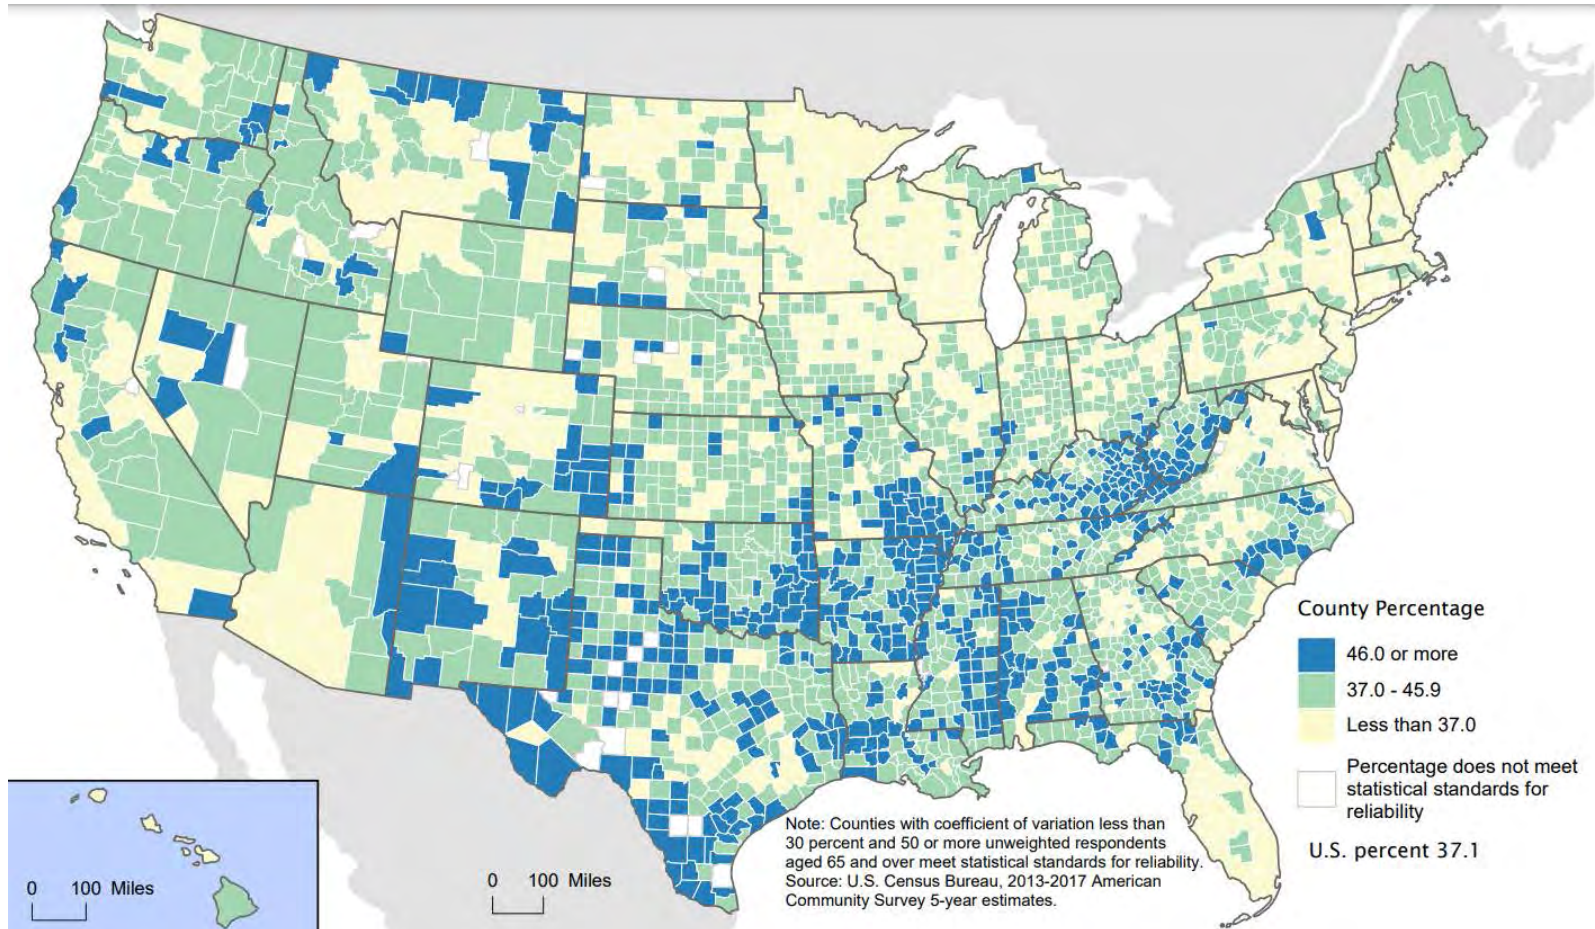 County Percentage
46.0 or more
37.0 - 45.9
Less than 37.0
Percentage does not meet
statistical standards for
reliability
U.S. percent 37.1
Note: Counties with coefficient of variation less than
30 percent and 50 or more unweighted respondents
aged 65 and over meet statistical standards for reliability.
Source: U.S. Census Bureau, 2013-2017 American
Community Survey 5-year estimates.
0 100 Miles
0 100 Miles